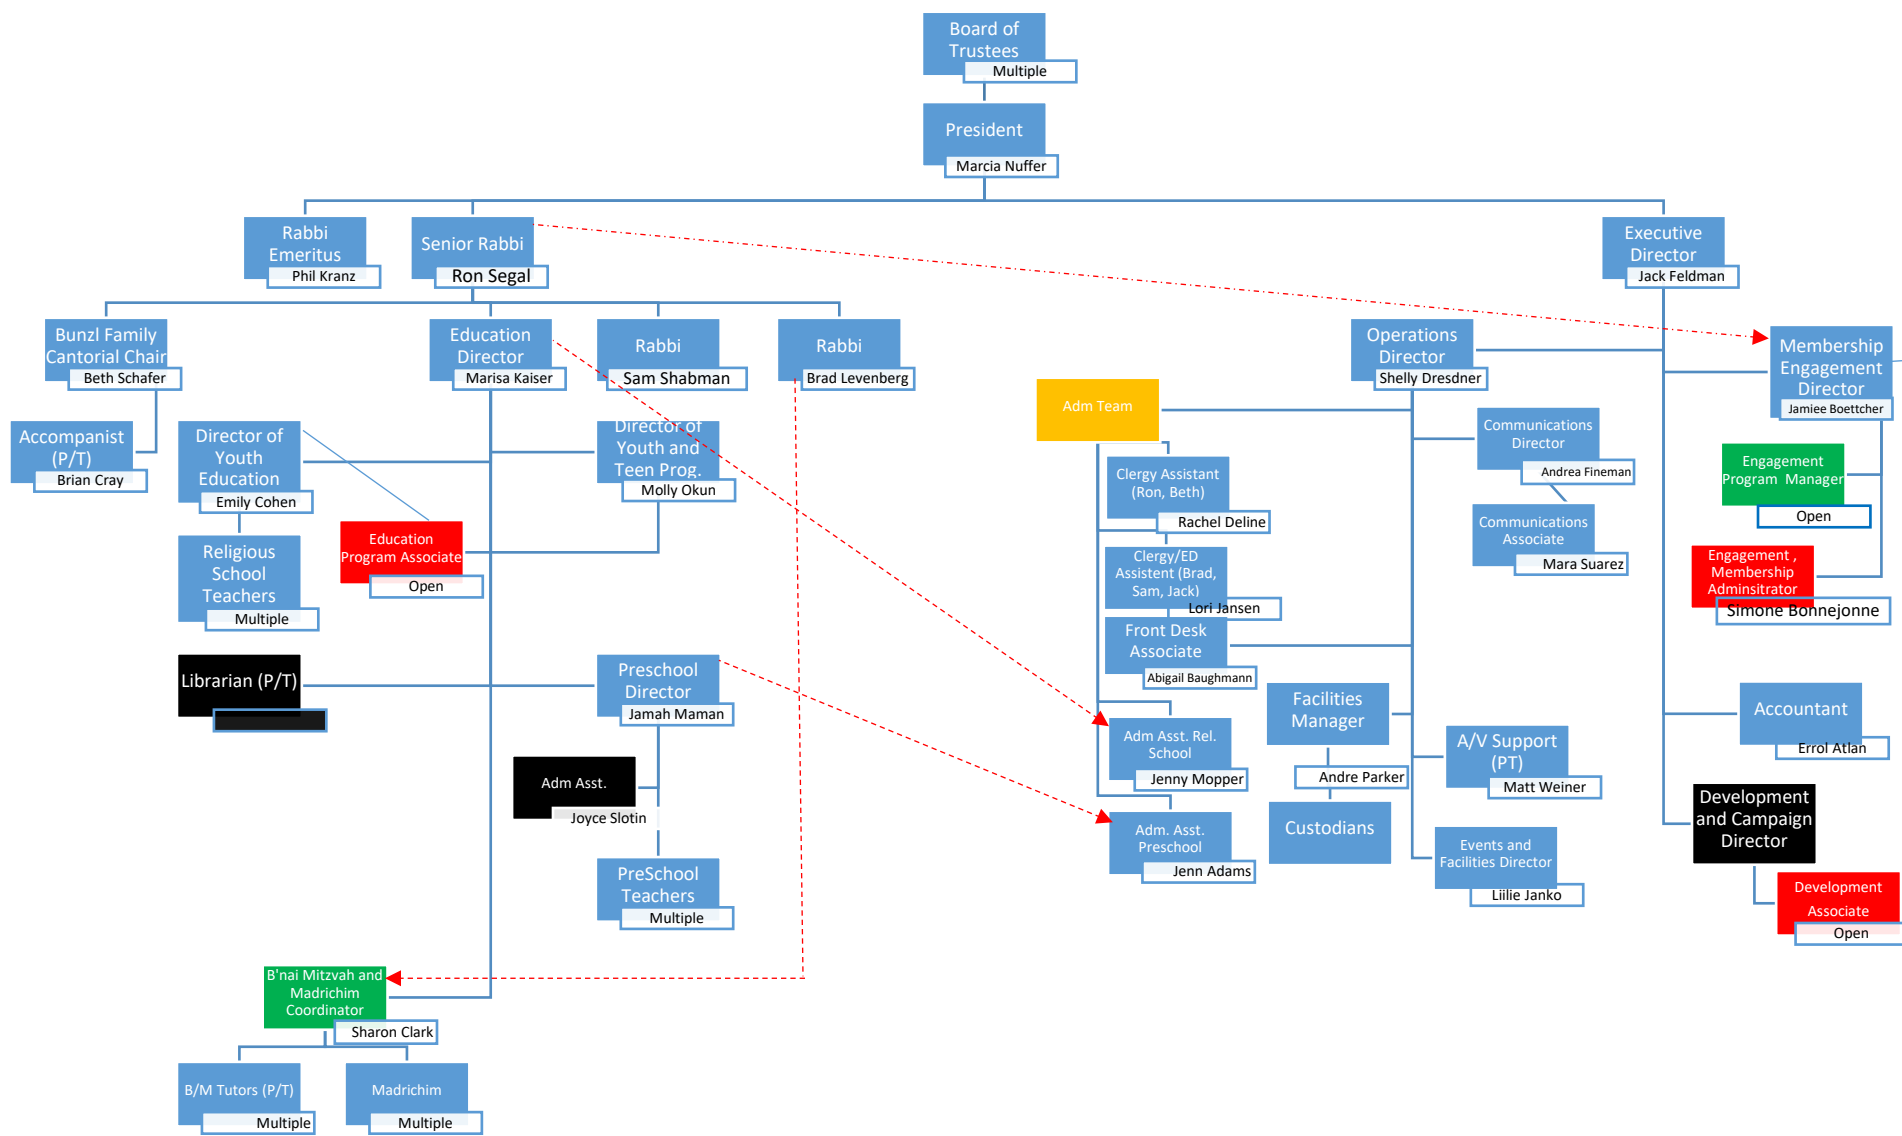 Board of
Trustees
Multiple
President
Marcia Nuffer
Rabbi
Emeritus
Phil Kranz
Senior Rabbi
Ron Segal
Executive
Director
Jack Feldman
Bunzl Family
Cantorial Chair
Beth Schafer
Education
Director
Marisa Kaiser
Rabbi
Sam Shabman
Rabbi
Brad Levenberg
Operations
Director
Shelly Dresdner
Membership
Engagement
Director
Jamiee Boettcher
Accompanist
(P/T)
Brian Cray
Director of
Youth
Education
Emily Cohen
Director of
Youth and
Teen Prog.
Molly Okun
Adm Team
Communications
Director
Andrea Fineman
Engagement
Program Manager
Open
Clergy Assistant
(Ron, Beth)
Rachel Deline
Communications
Associate
Mara Suarez
Education
Program Associate
Open
Religious
School
Teachers
Multiple
Clergy/ED
Assistent (Brad,
Sam, Jack)
Lori Jansen
Engagement ,
Membership
Adminsitrator
Simone Bonnejonne
Front Desk
Associate
Abigail Baughmann
Librarian (P/T)
Preschool
Director
Jamah Maman
Facilities
Manager
Andre Parker
Accountant
Errol Atlan
Adm Asst. Rel.
School
Jenny Mopper
A/V Support
(PT)
Matt Weiner
Adm Asst.
Joyce Slotin
Development
and Campaign
Director
Adm. Asst.
Preschool
Jenn Adams
Custodians
Events and
Facilities Director
Liilie Janko
PreSchool
Teachers
Multiple
Development
Associate
Open
B'nai Mitzvah and
Madrichim
Coordinator
Sharon Clark
B/M Tutors (P/T)
Multiple
Madrichim
Multiple